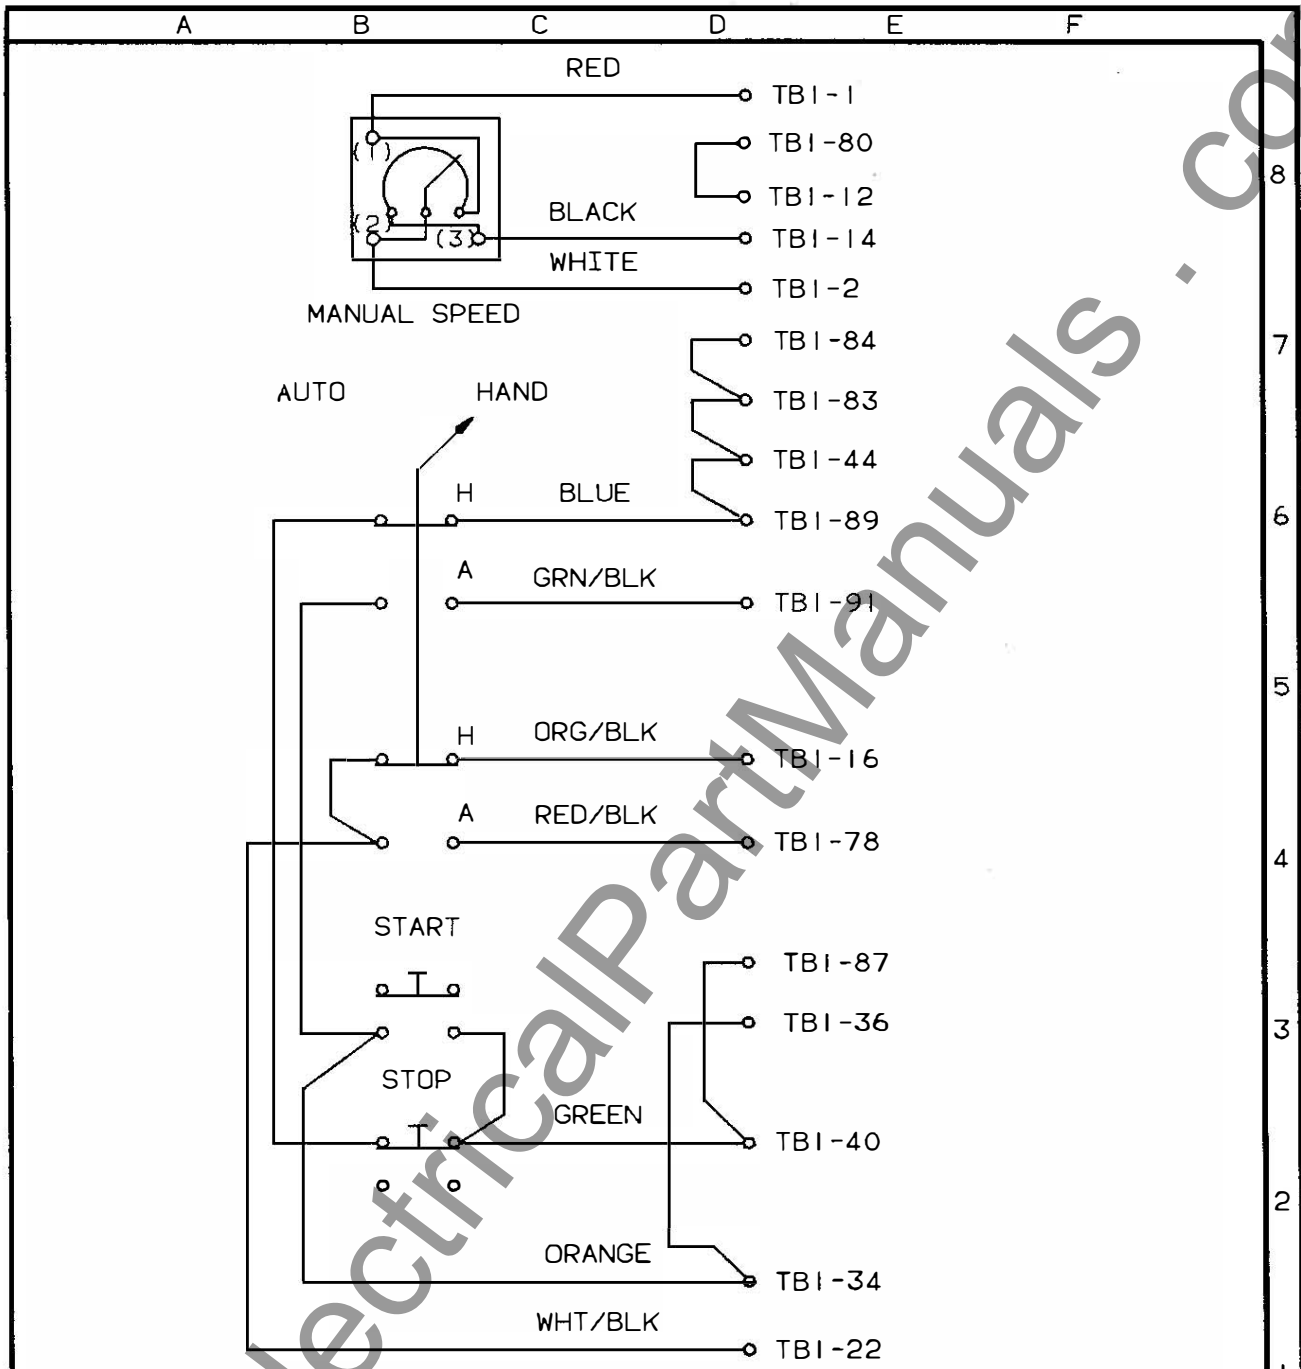 A B C D E F
RED
TB1-1
(1)
TB1-80
8
TB1-12
BLACK
(2)
(3)
TB1-14
WHITE
TB1-2
MANUAL SPEED
TB1-84
7
AUTO HAND
TB1-83
TB1-44
H BLUE
TB1-89
6
A GRN/BLK
TB1-91
5
H ORG/BLK
TB1-16
A RED/BLK
TB1-78
4
START
TB1-87
TB1-36
3
STOP
GREEN
TB1-40
2
ORANGE
TB1-34
WHT/BLK
TB1-22
lectricalPartManuals . com